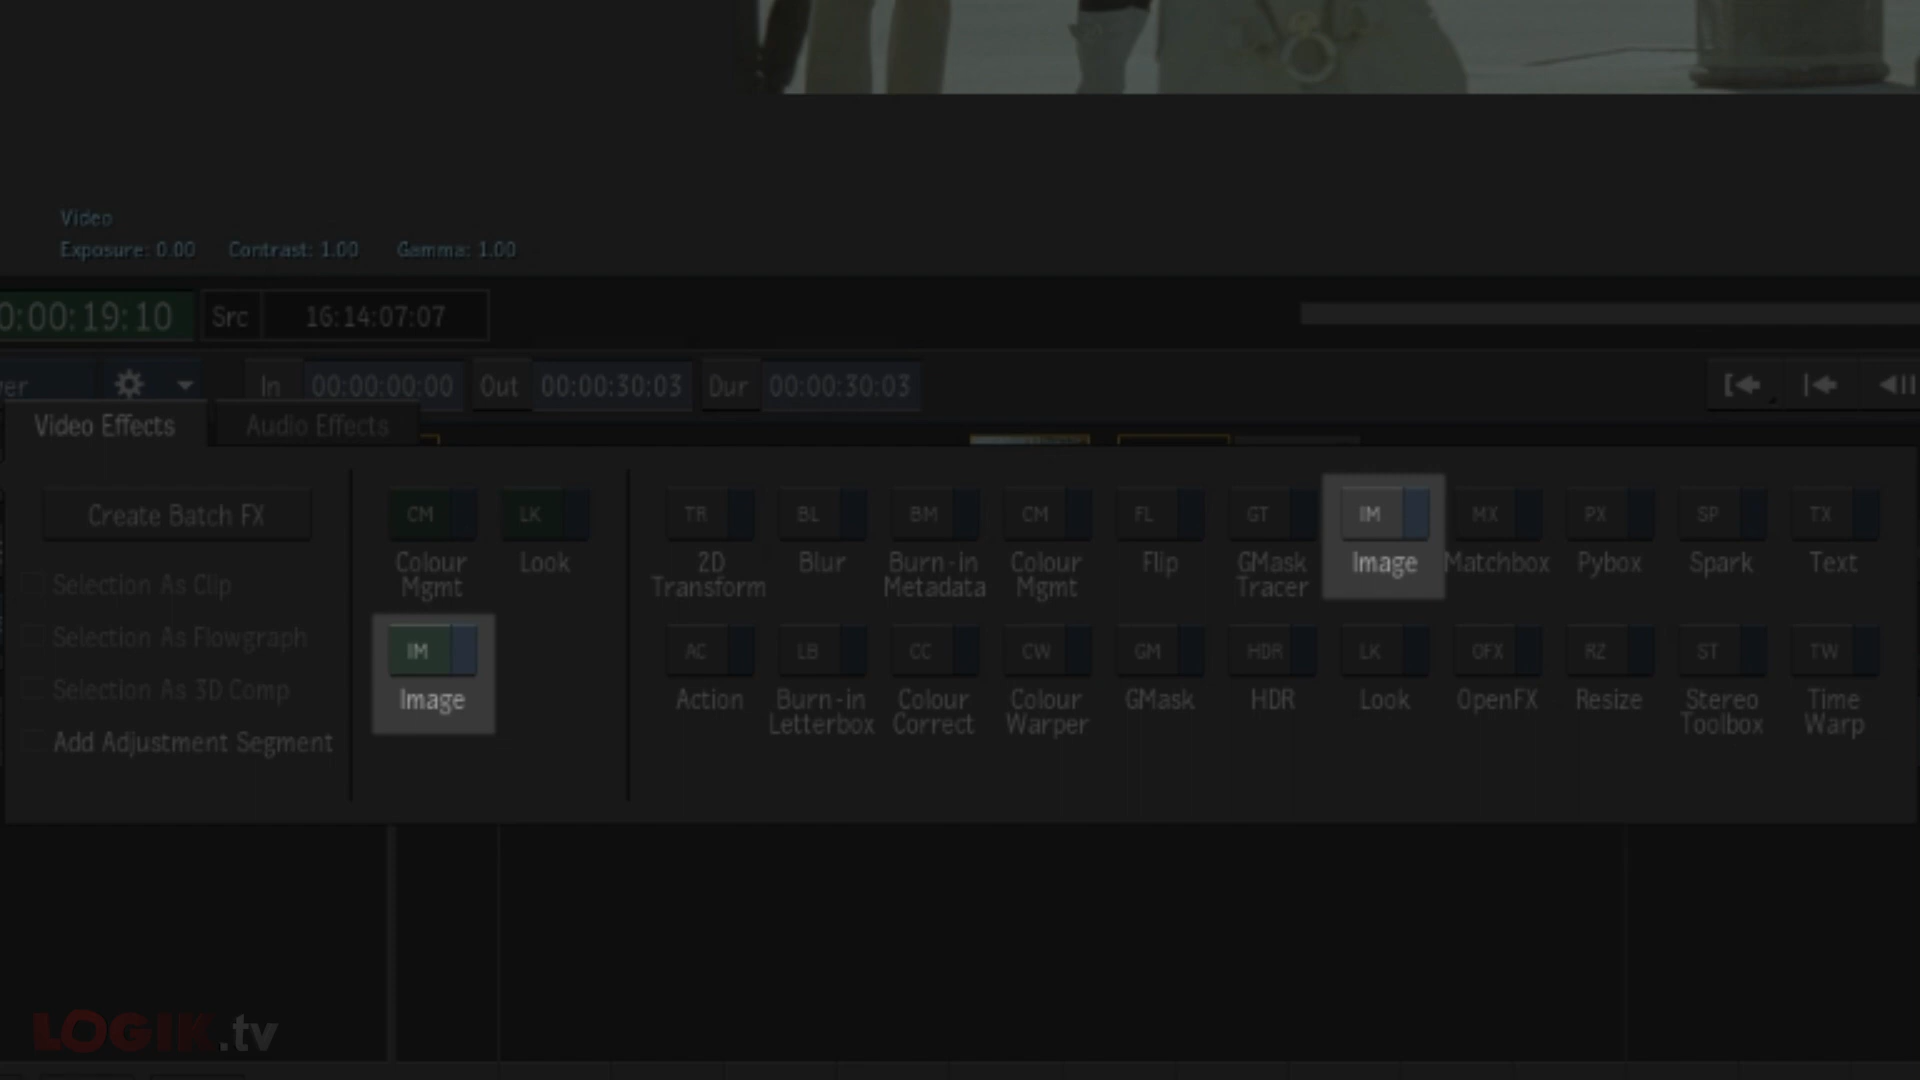 Video
Exposure: 0.00 Contrast: 1.00 Gamma: 1.00
0:00:19:10 Src 16:14:07:07
In 00:00:00:00 Out 00:00:30:03 Dur 00:00:30:03
Video Effects Audio Effects
Create Batch FX
Selection As Clip
Selection As Flowgraph
Selection As 3D Comp
Add Adjustment Segment
CM LK
Colour Look
Mgmt
IM
Image
TR BL BM CM FL GT IM MX PX SP TX
2D Blur Burn-in Colour Flip GMask Image Matchbox Pybox Spark Text
Transform Metadata Mgmt Tracer
AC LB CC CW GM HDR LK OFX RZ ST TW
Action Burn-in Colour Colour GMask HDR Look OpenFX Resize Stereo Time
Letterbox Correct Warper Toolbox Warp
LOGIK.tv